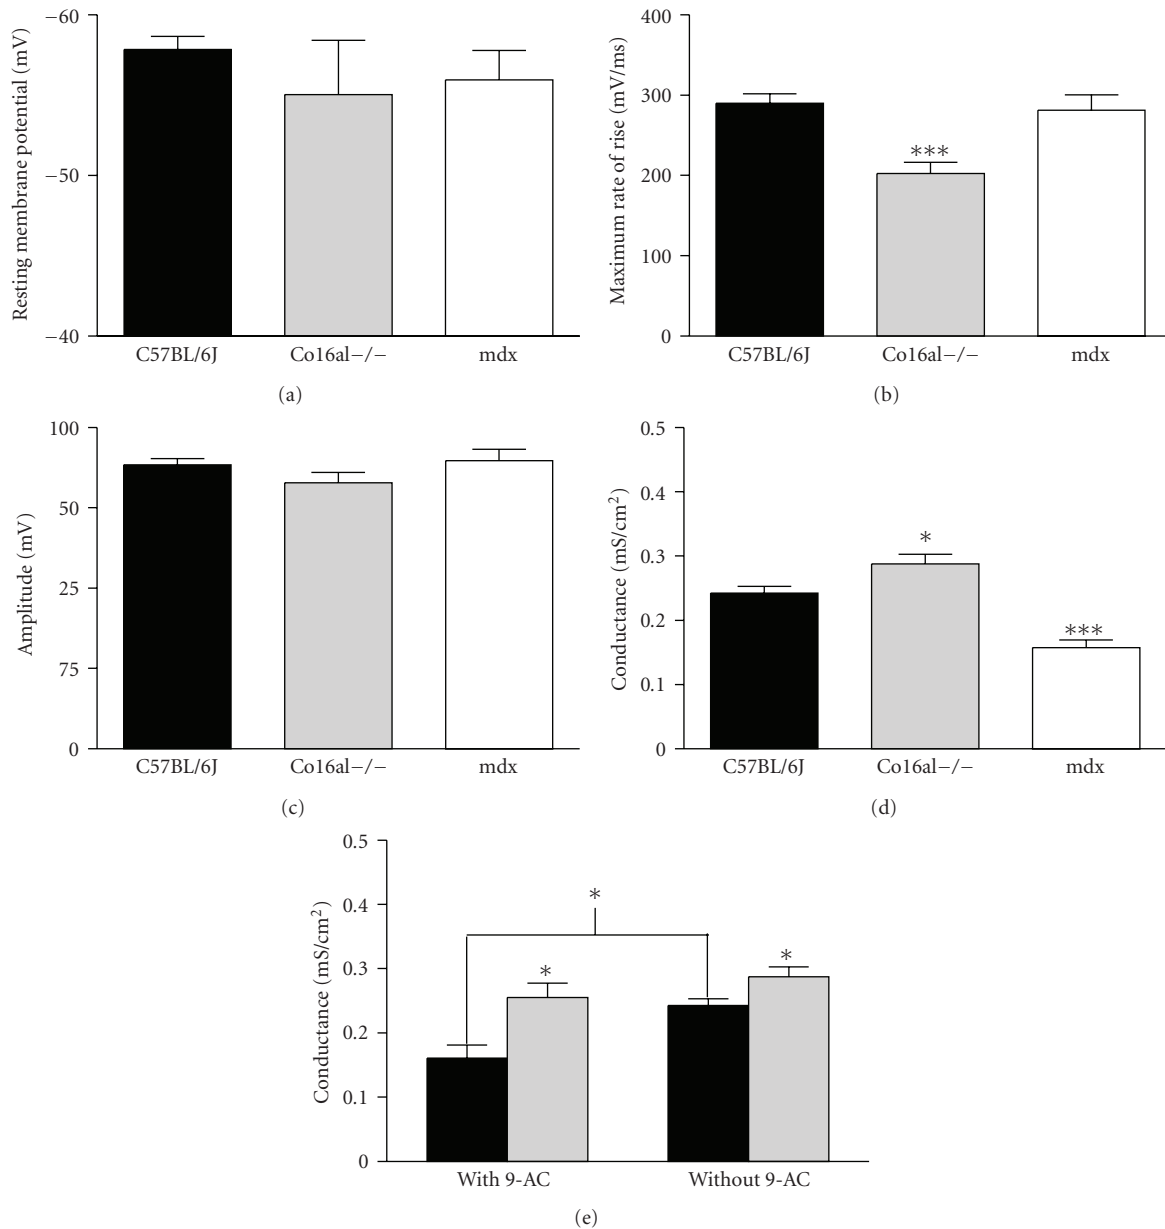 Resting membrane potential (mV)
−60
−50
−40
C57BL/6J
Co16al−/−
mdx
(a)
Maximum rate of rise (mV/ms)
400
300
200
100
0
***
C57BL/6J
Co16al−/−
mdx
(b)
Amplitude (mV)
100
50
25
75
0
C57BL/6J
Co16al−/−
mdx
(c)
Conductance (mS/cm²)
0.5
0.4
0.3
0.2
0.1
0
*
***
C57BL/6J
Co16al−/−
mdx
(d)
Conductance (mS/cm²)
0.5
0.4
0.3
0.2
0.1
0
*
*
*
With 9-AC
Without 9-AC
(e)